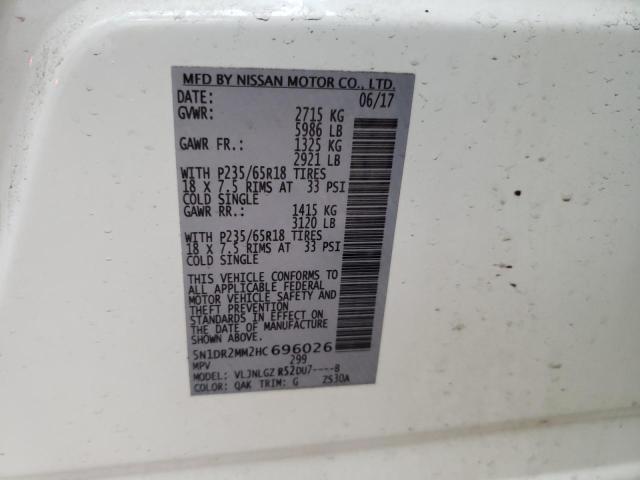 MFD BY NISSAN MOTOR CO., LTD.
DATE: 06/17
GVWR: 2715 KG
5986 LB
GAWR FR.: 1325 KG
2921 LB
WITH P235/65R18 TIRES
18 X 7.5 RIMS AT 33 PSI
COLD SINGLE
GAWR RR.: 1415 KG
3120 LB
WITH P235/65R18 TIRES
18 X 7.5 RIMS AT 33 PSI
COLD SINGLE
THIS VEHICLE CONFORMS TO
ALL APPLICABLE FEDERAL
MOTOR VEHICLE SAFETY AND
THEFT PREVENTION
STANDARDS IN EFFECT ON
THE DATE OF MANUFACTURE
SHOWN ABOVE.
5N1DR2MM2HC696026
MPV 299
MODEL: VLJNLGZ R52DU7----B
COLOR: QAK TRIM: G ZS30A